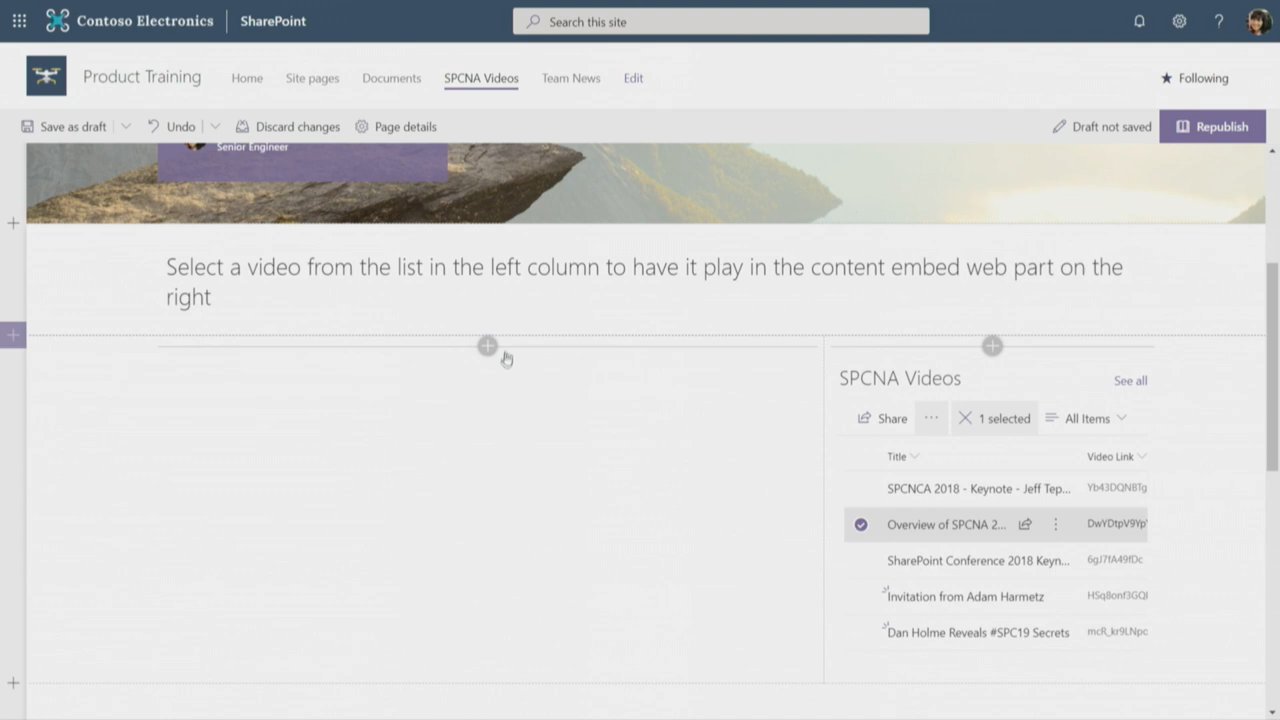 Contoso Electronics SharePoint Search this site ?
Product Training Home Site pages Documents SPCNA Videos Team News Edit Following
Save as draft Undo Discard changes Page details Draft not saved Republish
Senior Engineer
Select a video from the list in the left column to have it play in the content embed web part on the
right
SPCNA Videos See all
Share ... 1 selected All Items
Title Video Link
SPCNCA 2018 - Keynote - Jeff Tep... Yb43DQNBTg
Overview of SPCNA 2... DwYDtpV9Yp
SharePoint Conference 2018 Keyn... 6gJ7fA49fDc
Invitation from Adam Harmetz HSq8onf3GQI
Dan Holme Reveals #SPC19 Secrets mcR_kr9LNpc